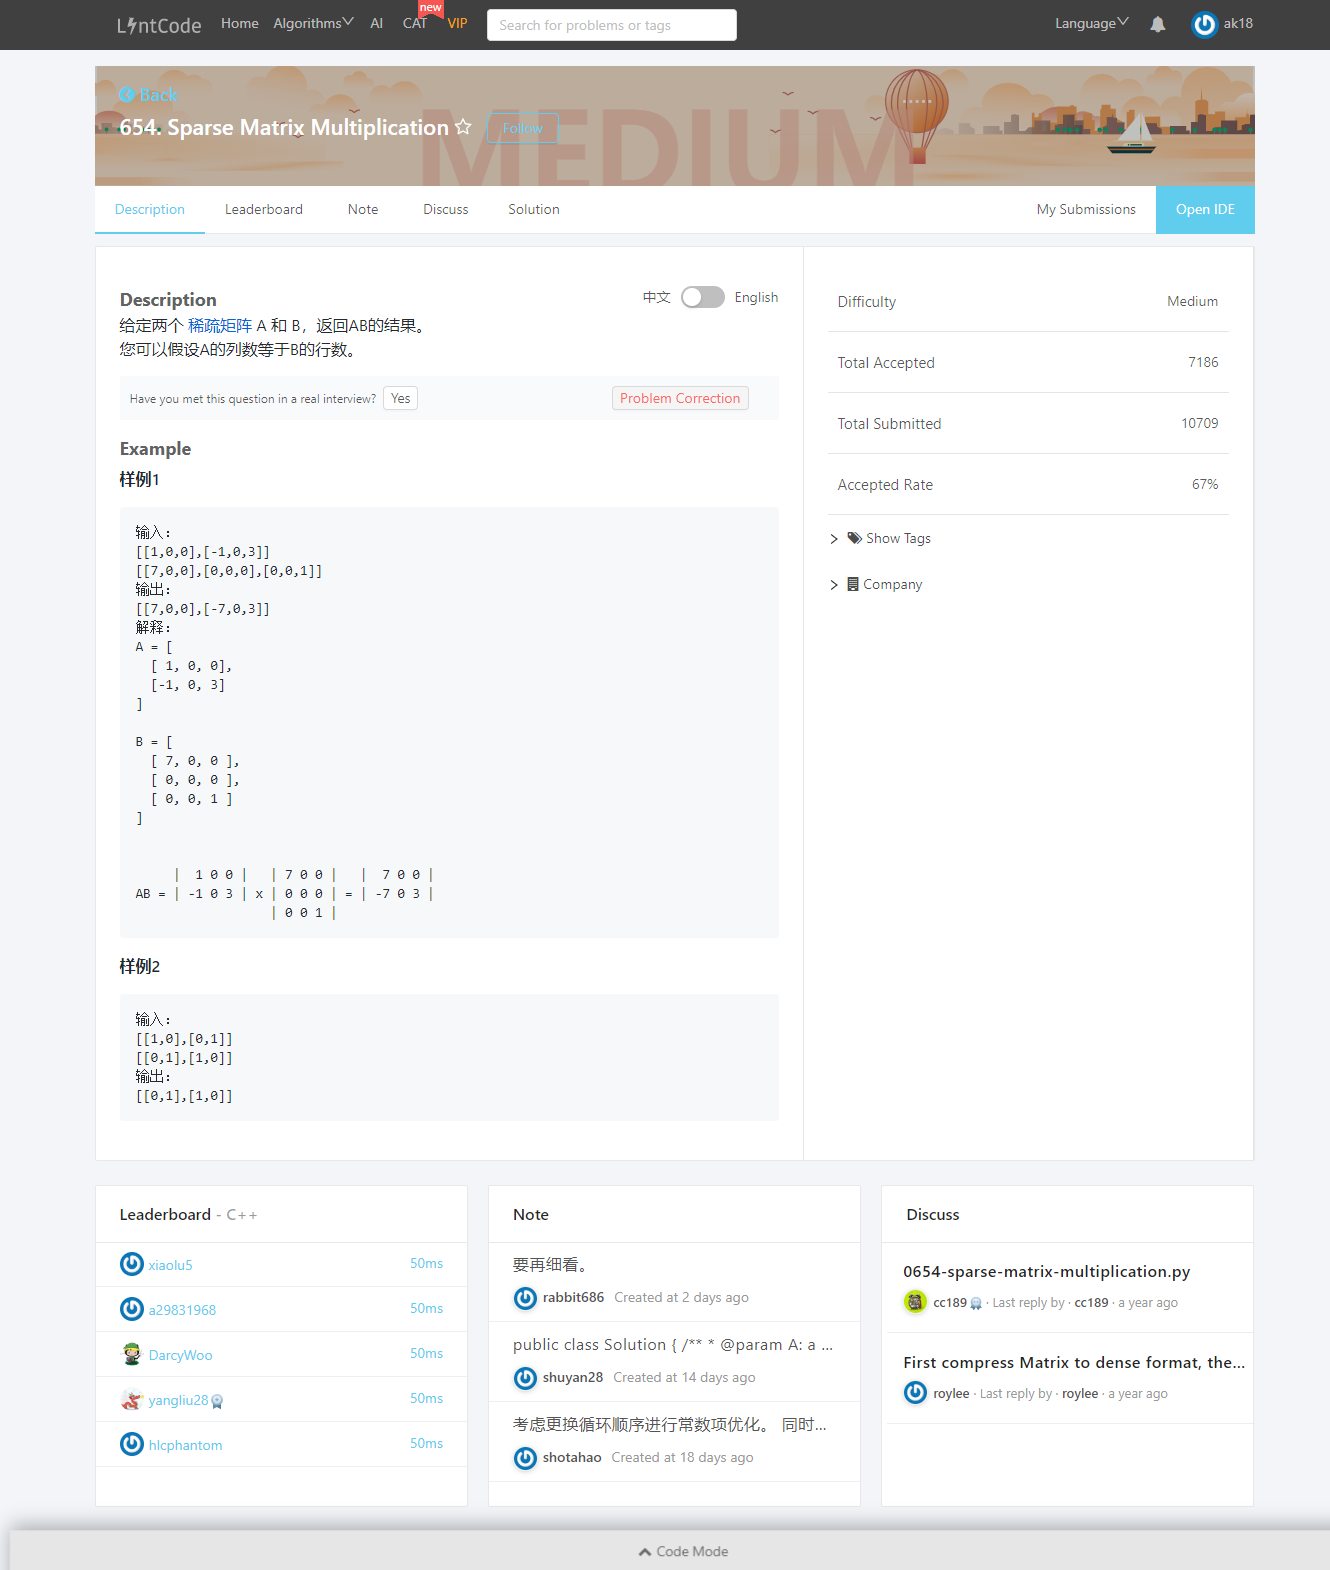 LintCode Home Algorithms AI CAT new VIP Search for problems or tags Language ak18
Back
654. Sparse Matrix Multiplication Follow
MEDIUM
Description Leaderboard Note Discuss Solution My Submissions Open IDE
Description 中文 English
给定两个 稀疏矩阵 A 和 B，返回AB的结果。
您可以假设A的列数等于B的行数。
Have you met this question in a real interview? Yes Problem Correction
Example
样例1
输入：
[[1,0,0],[-1,0,3]]
[[7,0,0],[0,0,0],[0,0,1]]
输出：
[[7,0,0],[-7,0,3]]
解释：
A = [
  [ 1, 0, 0],
  [-1, 0, 3]
]
B = [
  [ 7, 0, 0 ],
  [ 0, 0, 0 ],
  [ 0, 0, 1 ]
]
     |  1 0 0 |   | 7 0 0 |   |  7 0 0 |
AB = | -1 0 3 | x | 0 0 0 | = | -7 0 3 |
                  | 0 0 1 |
样例2
输入：
[[1,0],[0,1]]
[[0,1],[1,0]]
输出：
[[0,1],[1,0]]
Difficulty Medium
Total Accepted 7186
Total Submitted 10709
Accepted Rate 67%
Show Tags
Company
Leaderboard - C++
xiaolu5 50ms
a29831968 50ms
DarcyWoo 50ms
yangliu28 50ms
hlcphantom 50ms
Note
要再细看。
rabbit686 Created at 2 days ago
public class Solution { /** * @param A: a ...
shuyan28 Created at 14 days ago
考虑更换循环顺序进行常数项优化。 同时...
shotahao Created at 18 days ago
Discuss
0654-sparse-matrix-multiplication.py
cc189 · Last reply by · cc189 · a year ago
First compress Matrix to dense format, the...
roylee · Last reply by · roylee · a year ago
Code Mode